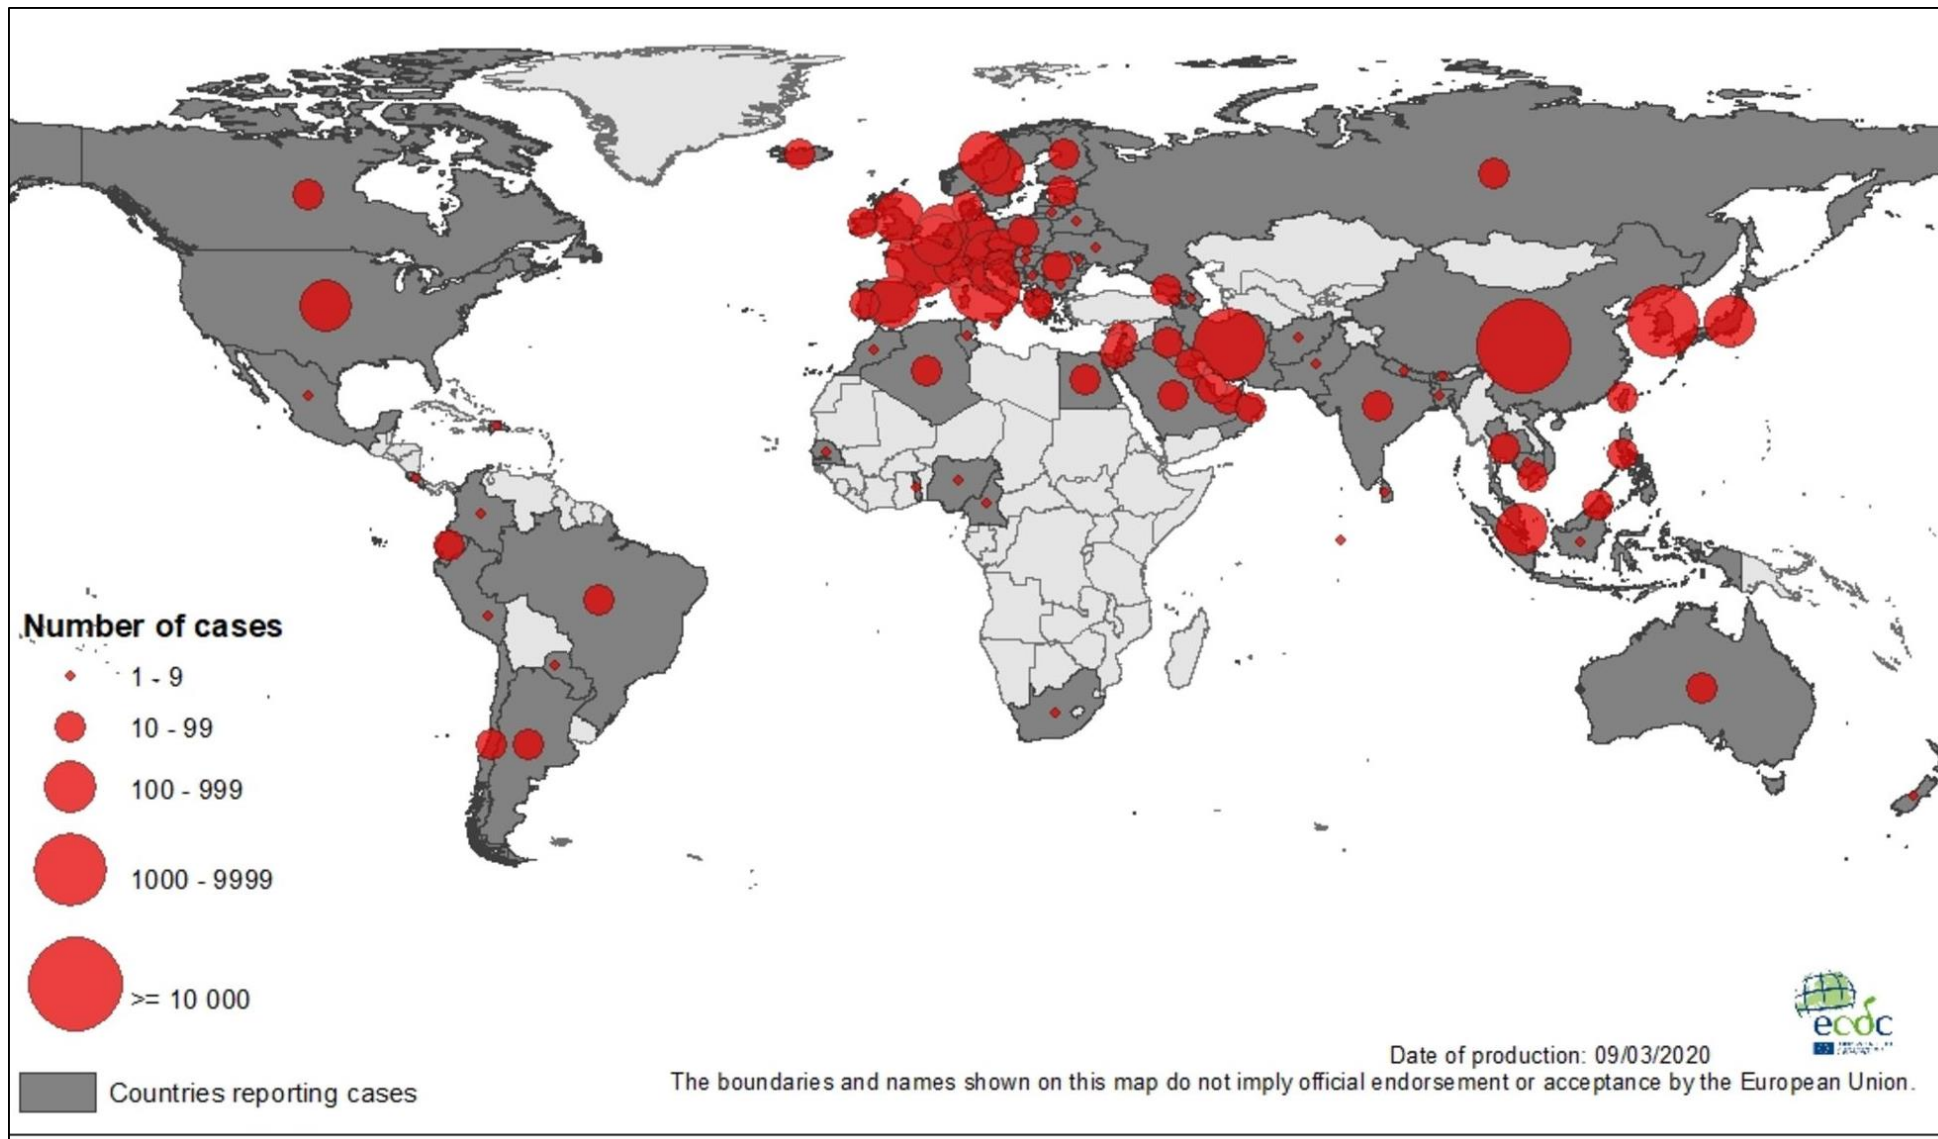 Number of cases
1 - 9
10 - 99
100 - 999
1000 - 9999
>= 10 000
Countries reporting cases
ecdc
Date of production: 09/03/2020
The boundaries and names shown on this map do not imply official endorsement or acceptance by the European Union.